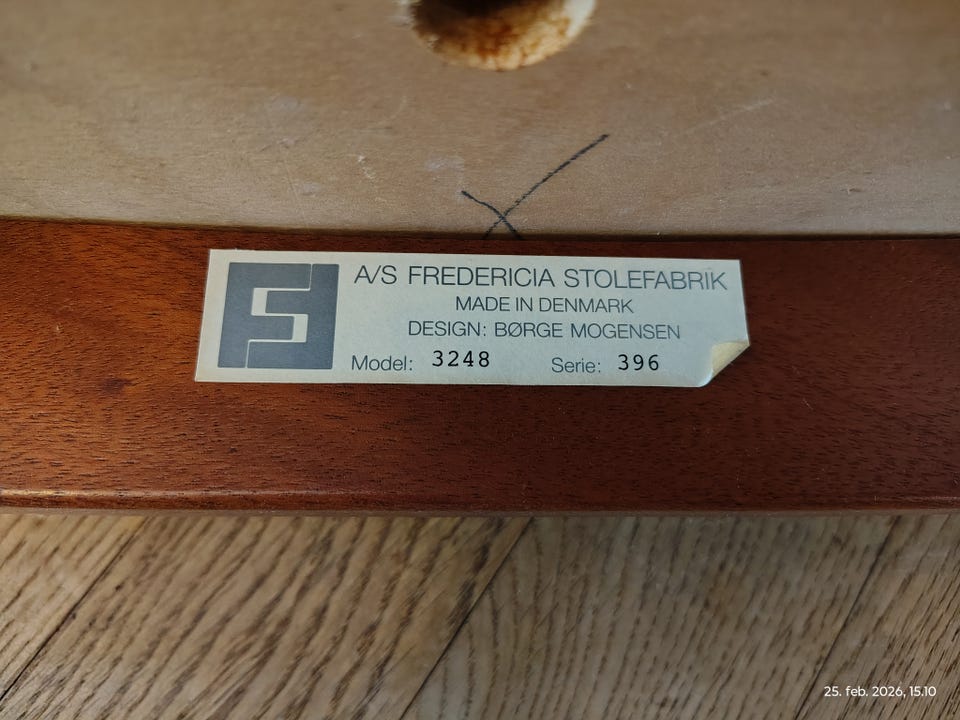 A/S FREDERICIA STOLEFABRIK
MADE IN DENMARK
DESIGN: BØRGE MOGENSEN
Model: 3248 Serie: 396
25. feb. 2026, 15.10